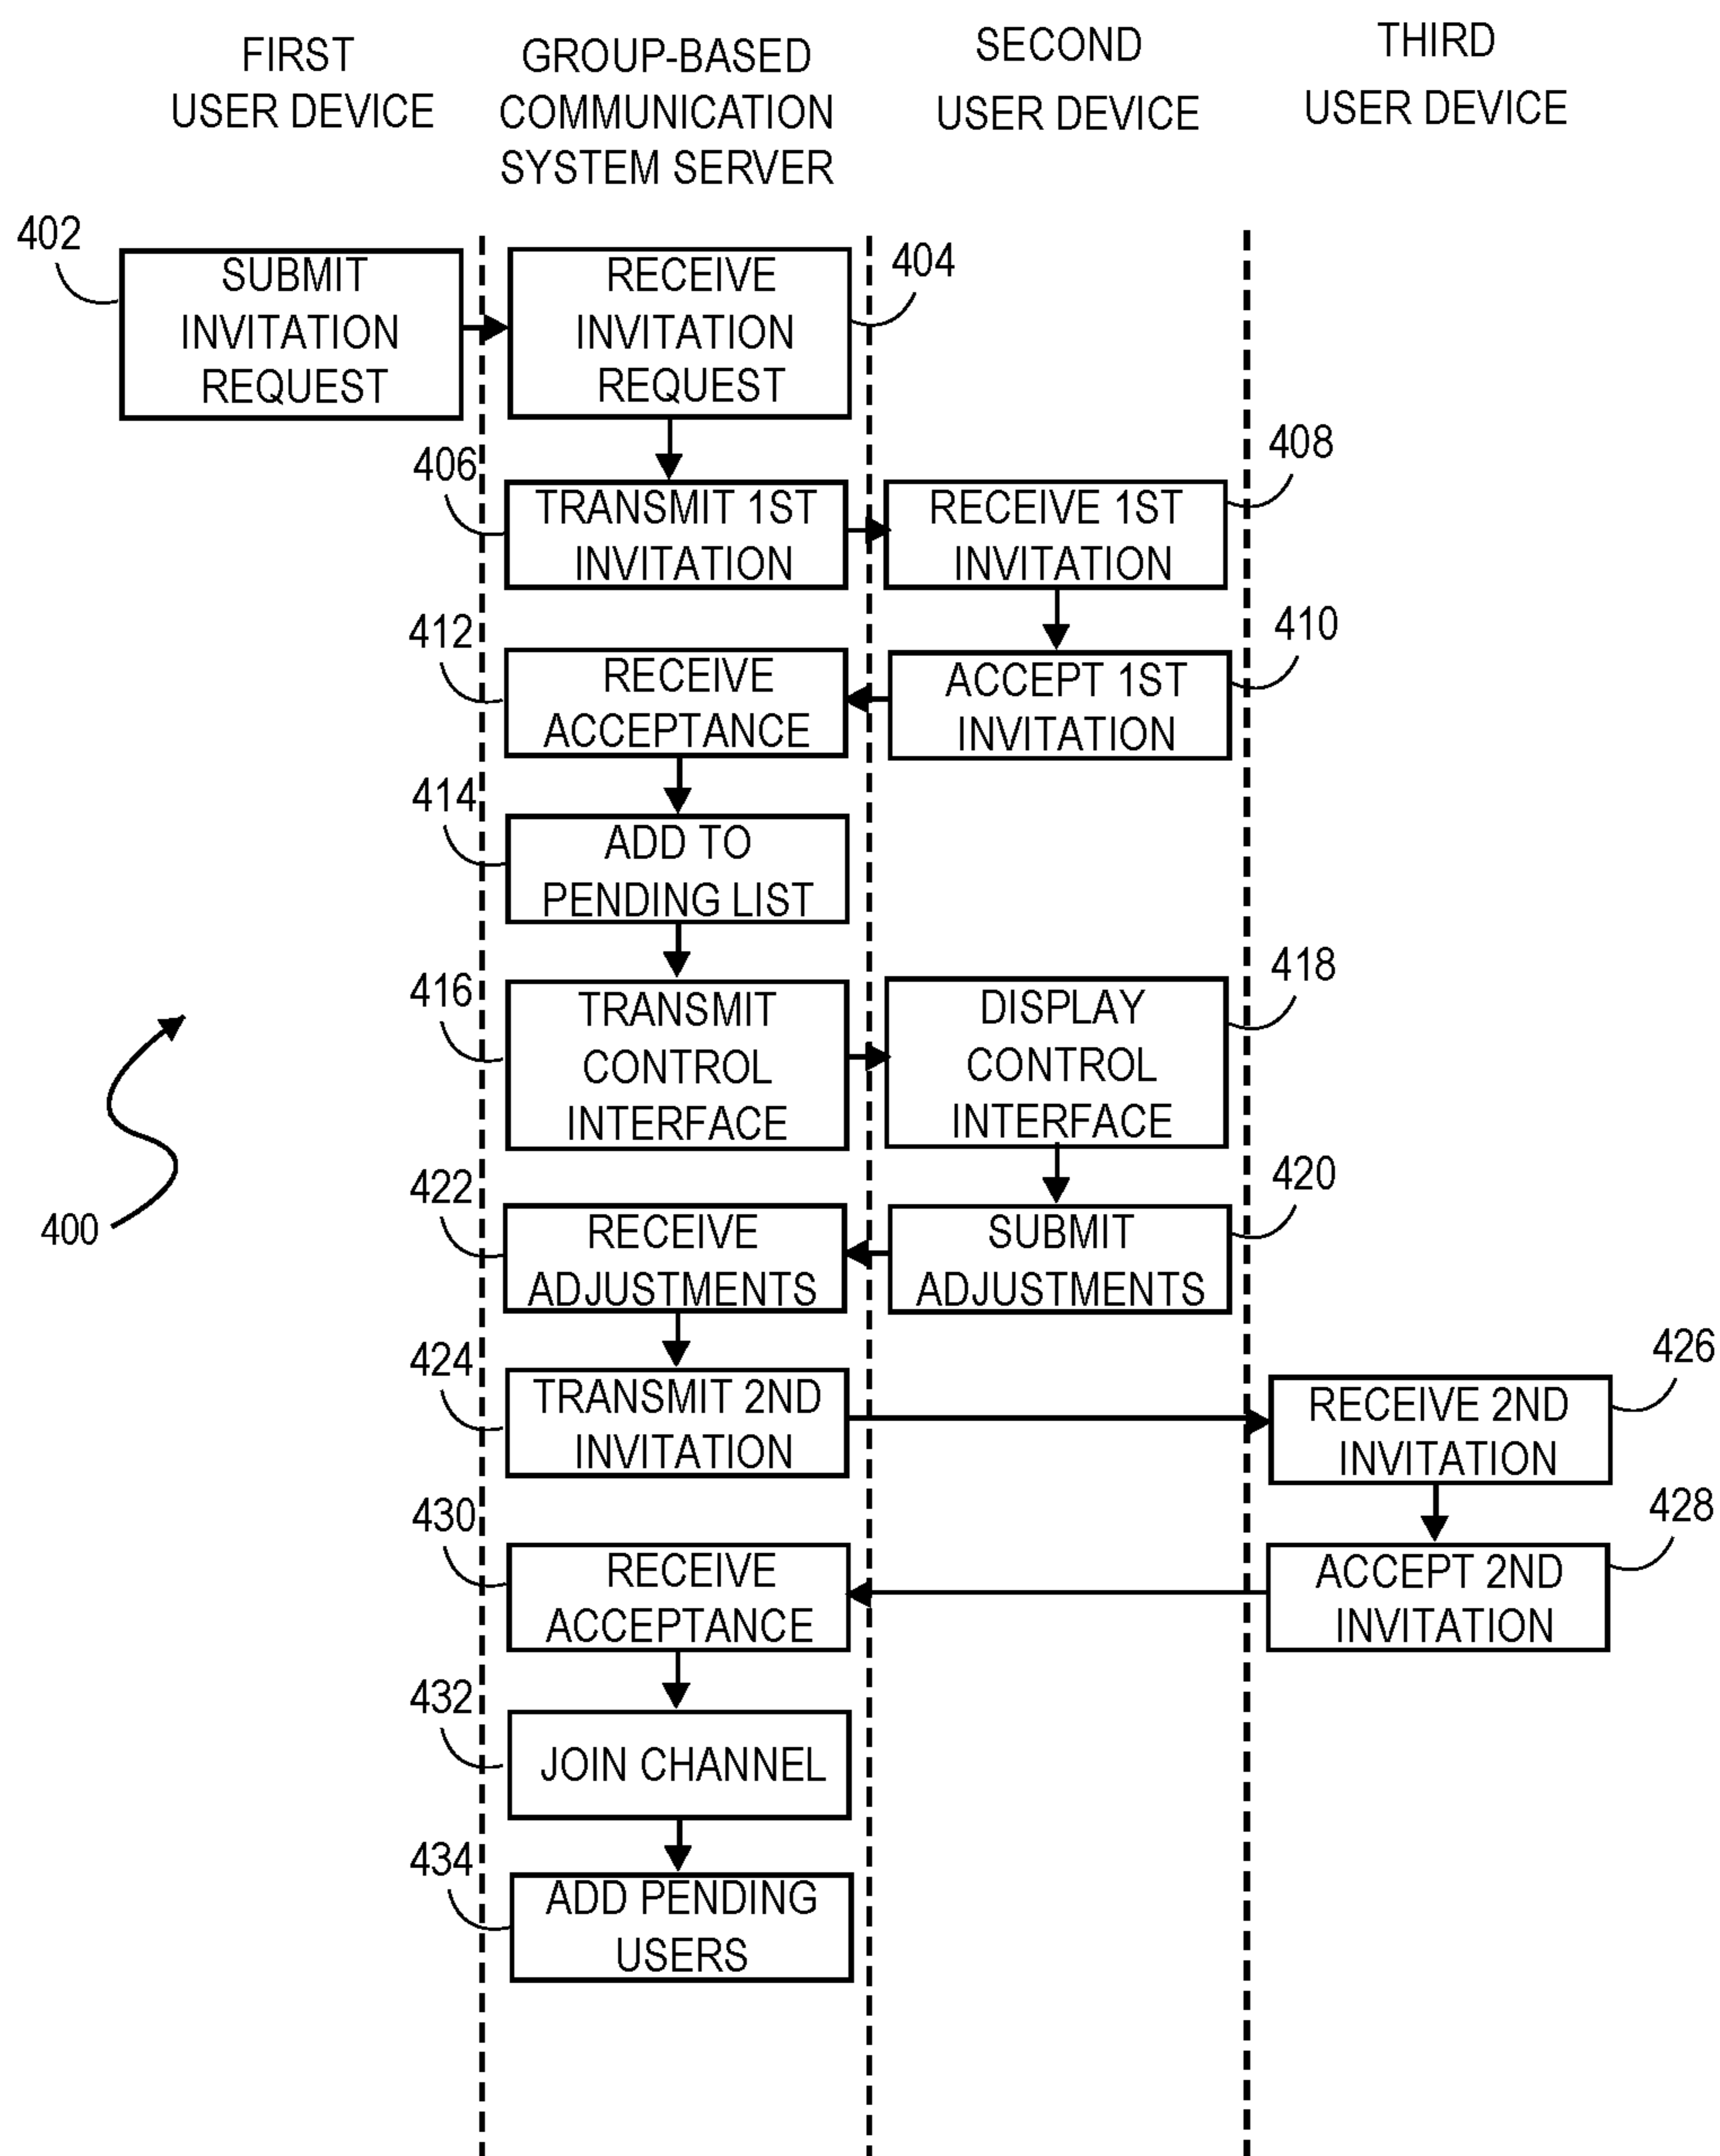 FIRST
USER DEVICE
GROUP-BASED
COMMUNICATION
SYSTEM SERVER
SECOND
USER DEVICE
THIRD
USER DEVICE
402
SUBMIT
INVITATION
REQUEST
RECEIVE
INVITATION
REQUEST
404
406
TRANSMIT 1ST
INVITATION
RECEIVE 1ST
INVITATION
408
412
RECEIVE
ACCEPTANCE
ACCEPT 1ST
INVITATION
410
414
ADD TO
PENDING LIST
416
TRANSMIT
CONTROL
INTERFACE
DISPLAY
CONTROL
INTERFACE
418
400
422
RECEIVE
ADJUSTMENTS
SUBMIT
ADJUSTMENTS
420
424
TRANSMIT 2ND
INVITATION
RECEIVE 2ND
INVITATION
426
430
RECEIVE
ACCEPTANCE
ACCEPT 2ND
INVITATION
428
432
JOIN CHANNEL
434
ADD PENDING
USERS